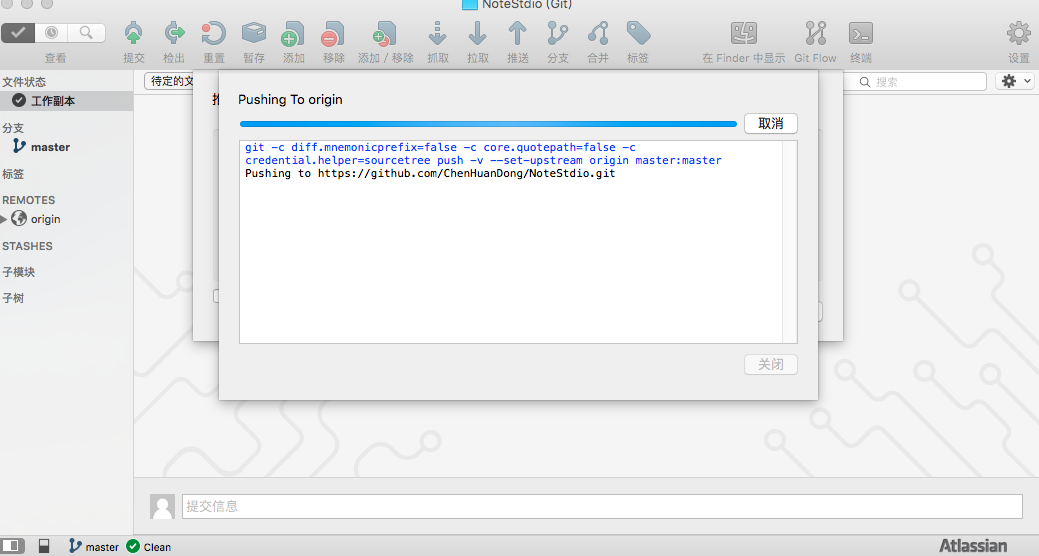 NoteStdio (Git)
查看
提交
检出
重置
暂存
添加
移除
添加 / 移除
抓取
拉取
推送
分支
合并
标签
在 Finder 中显示
Git Flow
终端
设置
文件状态
待定的文
搜索
工作副本
分支
master
标签
REMOTES
origin
STASHES
子模块
子树
Pushing To origin
取消
git -c diff.mnemonicprefix=false -c core.quotepath=false -c
credential.helper=sourcetree push -v --set-upstream origin master:master
Pushing to https://github.com/ChenHuanDong/NoteStdio.git
关闭
提交信息
master
Clean
Atlassian